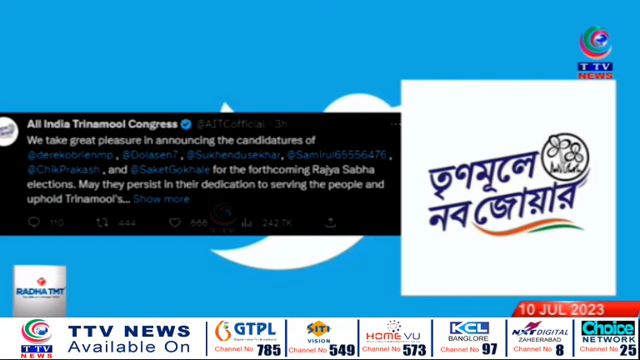 T TV
NEWS
All India Trinamool Congress @AITCofficial · 3h
We take great pleasure in announcing the candidatures of
@derekobrienmp, @Dolasen7, @Sukhendusekhar, @Samirul65556476,
@ChikPrakash, and @SaketGokhale for the forthcoming Rajya Sabha
elections. May they persist in their dedication to serving the people and
uphold Trinamool's... Show more
110 444 566 242.7K
তৃণমূলে
নব জোয়ার
RADHA TMT
10 JUL 2023
T TV
NEWS
TTV NEWS
Available On
GTPL
Channel No 785
SITI
VISION
Channel No 549
HOME VU
Channel No 573
KCL
BANGLORE
Channel No 97
NXT DIGITAL
ZAHEERABAD
Channel No 8
Choice
NETWORK
Channel No 25